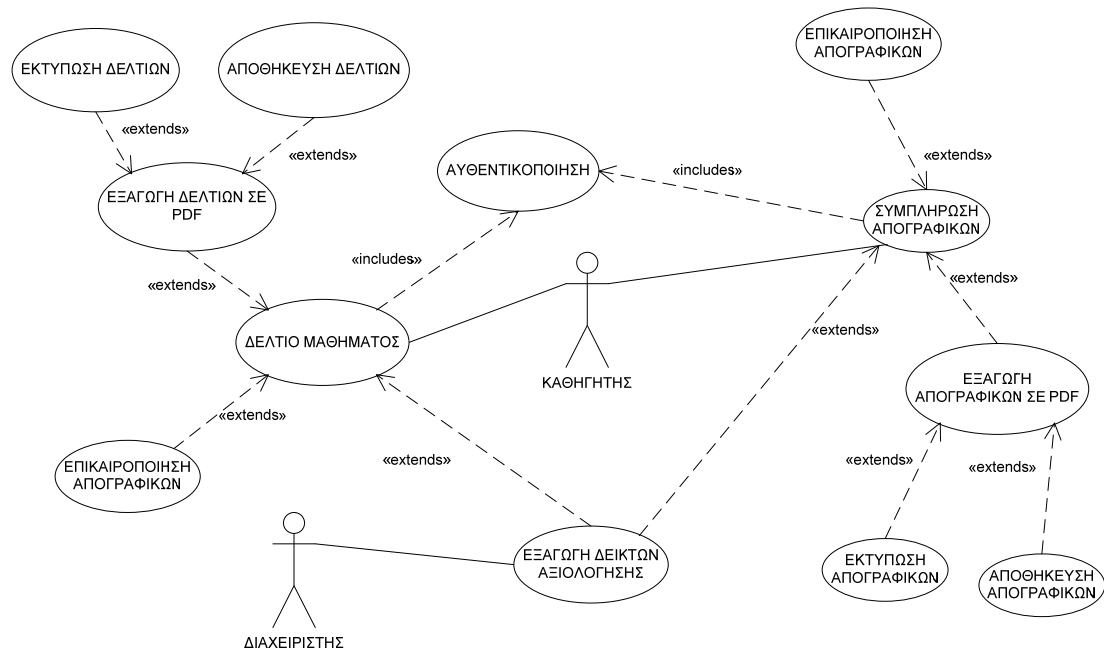 ΕΠΙΚΑΙΡΟΠΟΙΗΣΗ
ΑΠΟΓΡΑΦΙΚΩΝ
ΕΚΤΥΠΩΣΗ ΔΕΛΤΙΩΝ
ΑΠΟΘΗΚΕΥΣΗ ΔΕΛΤΙΩΝ
«extends»
«extends»
«extends»
ΑΥΘΕΝΤΙΚΟΠΟΙΗΣΗ
«includes»
ΕΞΑΓΩΓΗ ΔΕΛΤΙΩΝ ΣΕ
PDF
ΣΥΜΠΛΗΡΩΣΗ
ΑΠΟΓΡΑΦΙΚΩΝ
«includes»
«extends»
«extends»
«extends»
ΔΕΛΤΙΟ ΜΑΘΗΜΑΤΟΣ
ΚΑΘΗΓΗΤΗΣ
ΕΞΑΓΩΓΗ
ΑΠΟΓΡΑΦΙΚΩΝ ΣΕ PDF
«extends»
«extends»
«extends»
«extends»
ΕΠΙΚΑΙΡΟΠΟΙΗΣΗ
ΑΠΟΓΡΑΦΙΚΩΝ
ΕΞΑΓΩΓΗ ΔΕΙΚΤΩΝ
ΑΞΙΟΛΟΓΗΣΗΣ
ΕΚΤΥΠΩΣΗ
ΑΠΟΓΡΑΦΙΚΩΝ
ΑΠΟΘΗΚΕΥΣΗ
ΑΠΟΓΡΑΦΙΚΩΝ
ΔΙΑΧΕΙΡΙΣΤΗΣ